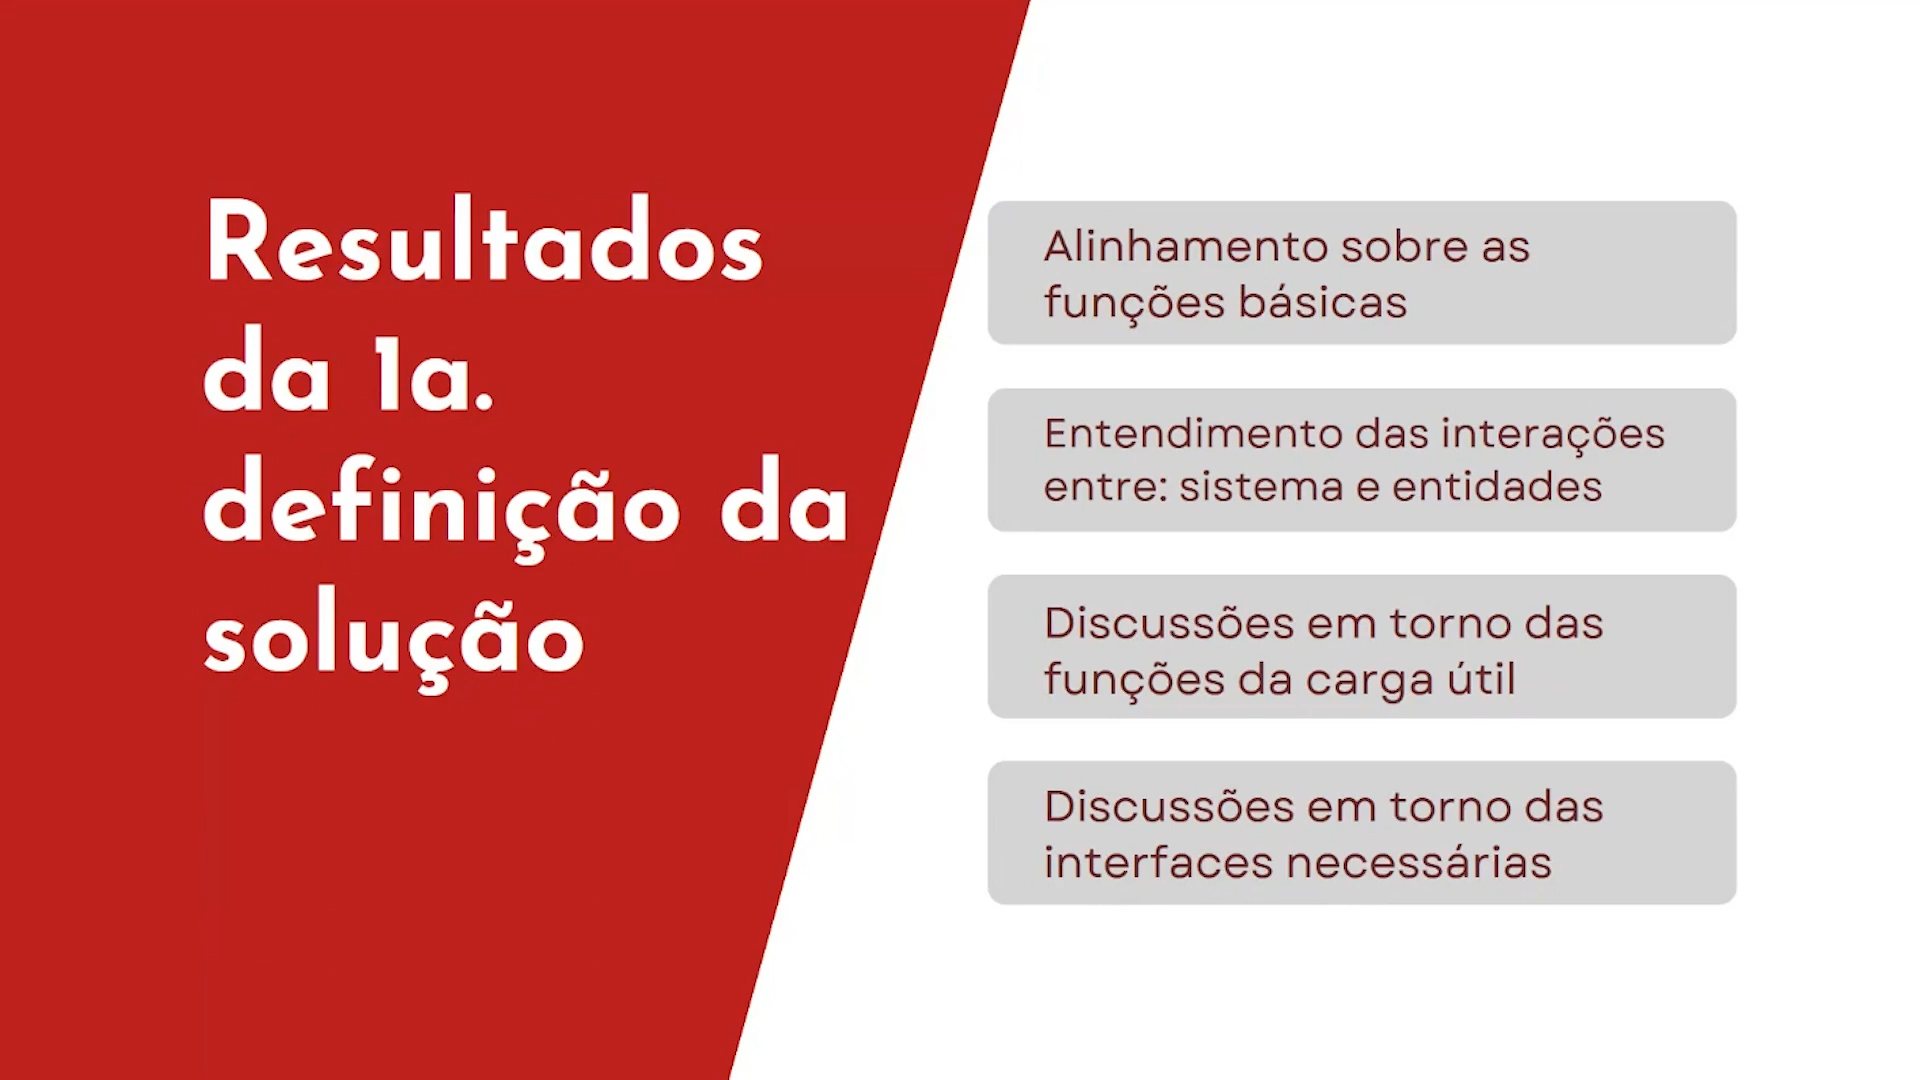 Resultados
da 1a.
definição da
solução
Alinhamento sobre as
funções básicas
Entendimento das interações
entre: sistema e entidades
Discussões em torno das
funções da carga útil
Discussões em torno das
interfaces necessárias